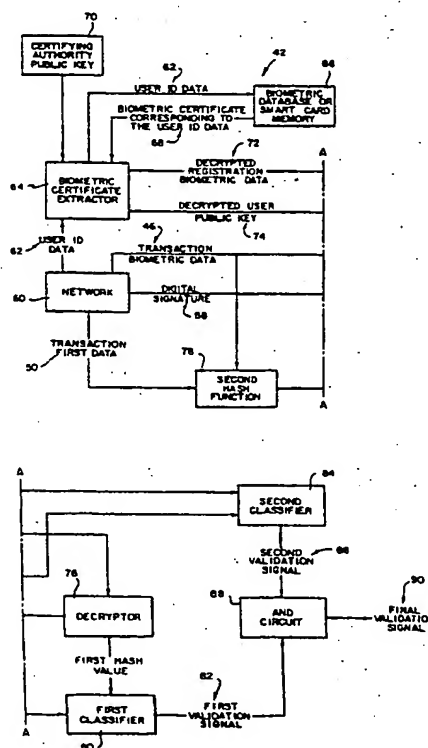 70
CERTIFYING
AUTHORITY
PUBLIC KEY
62
USER ID DATA
42
66
BIOMETRIC
DATABASE OR
SMART CARD
MEMORY
BIOMETRIC CERTIFICATE
CORRESPONDING TO
THE USER ID DATA
68
72
DECRYPTED
REGISTRATION
BIOMETRIC DATA
A
64
BIOMETRIC
CERTIFICATE
EXTRACTOR
DECRYPTED USER
PUBLIC KEY
74
62
USER ID
DATA
46
TRANSACTION
BIOMETRIC DATA
60
NETWORK
DIGITAL
SIGNATURE
58
TRANSACTION
FIRST DATA
50
78
SECOND
HASH
FUNCTION
A
A
84
SECOND
CLASSIFIER
SECOND
VALIDATION
SIGNAL
86
76
DECRYPTOR
88
AND
CIRCUIT
90
FINAL
VALIDATION
SIGNAL
FIRST HASH
VALUE
82
FIRST
CLASSIFIER
FIRST
VALIDATION
SIGNAL
A
80